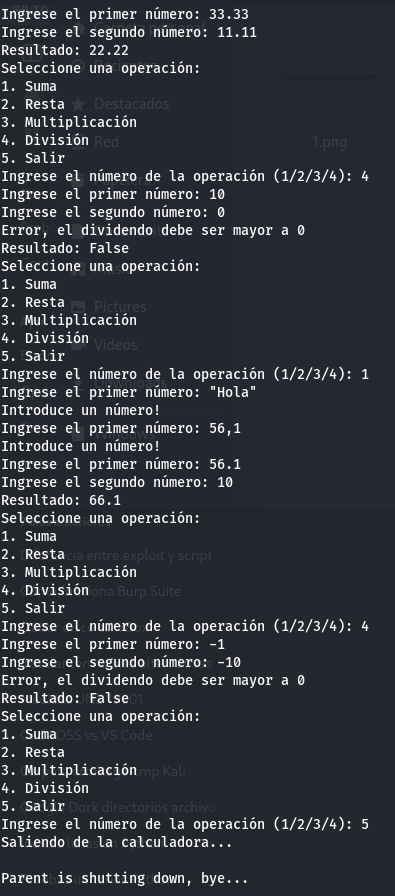 Ingrese el primer número: 33.33
Ingrese el segundo número: 11.11
Resultado: 22.22
Seleccione una operación:
1. Suma
2. Resta
3. Multiplicación
4. División
5. Salir
Ingrese el número de la operación (1/2/3/4): 4
Ingrese el primer número: 10
Ingrese el segundo número: 0
Error, el dividendo debe ser mayor a 0
Resultado: False
Seleccione una operación:
1. Suma
2. Resta
3. Multiplicación
4. División
5. Salir
Ingrese el número de la operación (1/2/3/4): 1
Ingrese el primer número: "Hola"
Introduce un número!
Ingrese el primer número: 56,1
Introduce un número!
Ingrese el primer número: 56.1
Ingrese el segundo número: 10
Resultado: 66.1
Seleccione una operación:
1. Suma
2. Resta
3. Multiplicación
4. División
5. Salir
Ingrese el número de la operación (1/2/3/4): 4
Ingrese el primer número: -1
Ingrese el segundo número: -10
Error, el dividendo debe ser mayor a 0
Resultado: False
Seleccione una operación:
1. Suma
2. Resta
3. Multiplicación
4. División
5. Salir
Ingrese el número de la operación (1/2/3/4): 5
Saliendo de la calculadora...
Parent is shutting down, bye...
Destacados
Red
1.png
Pictures
Videos
Downloads